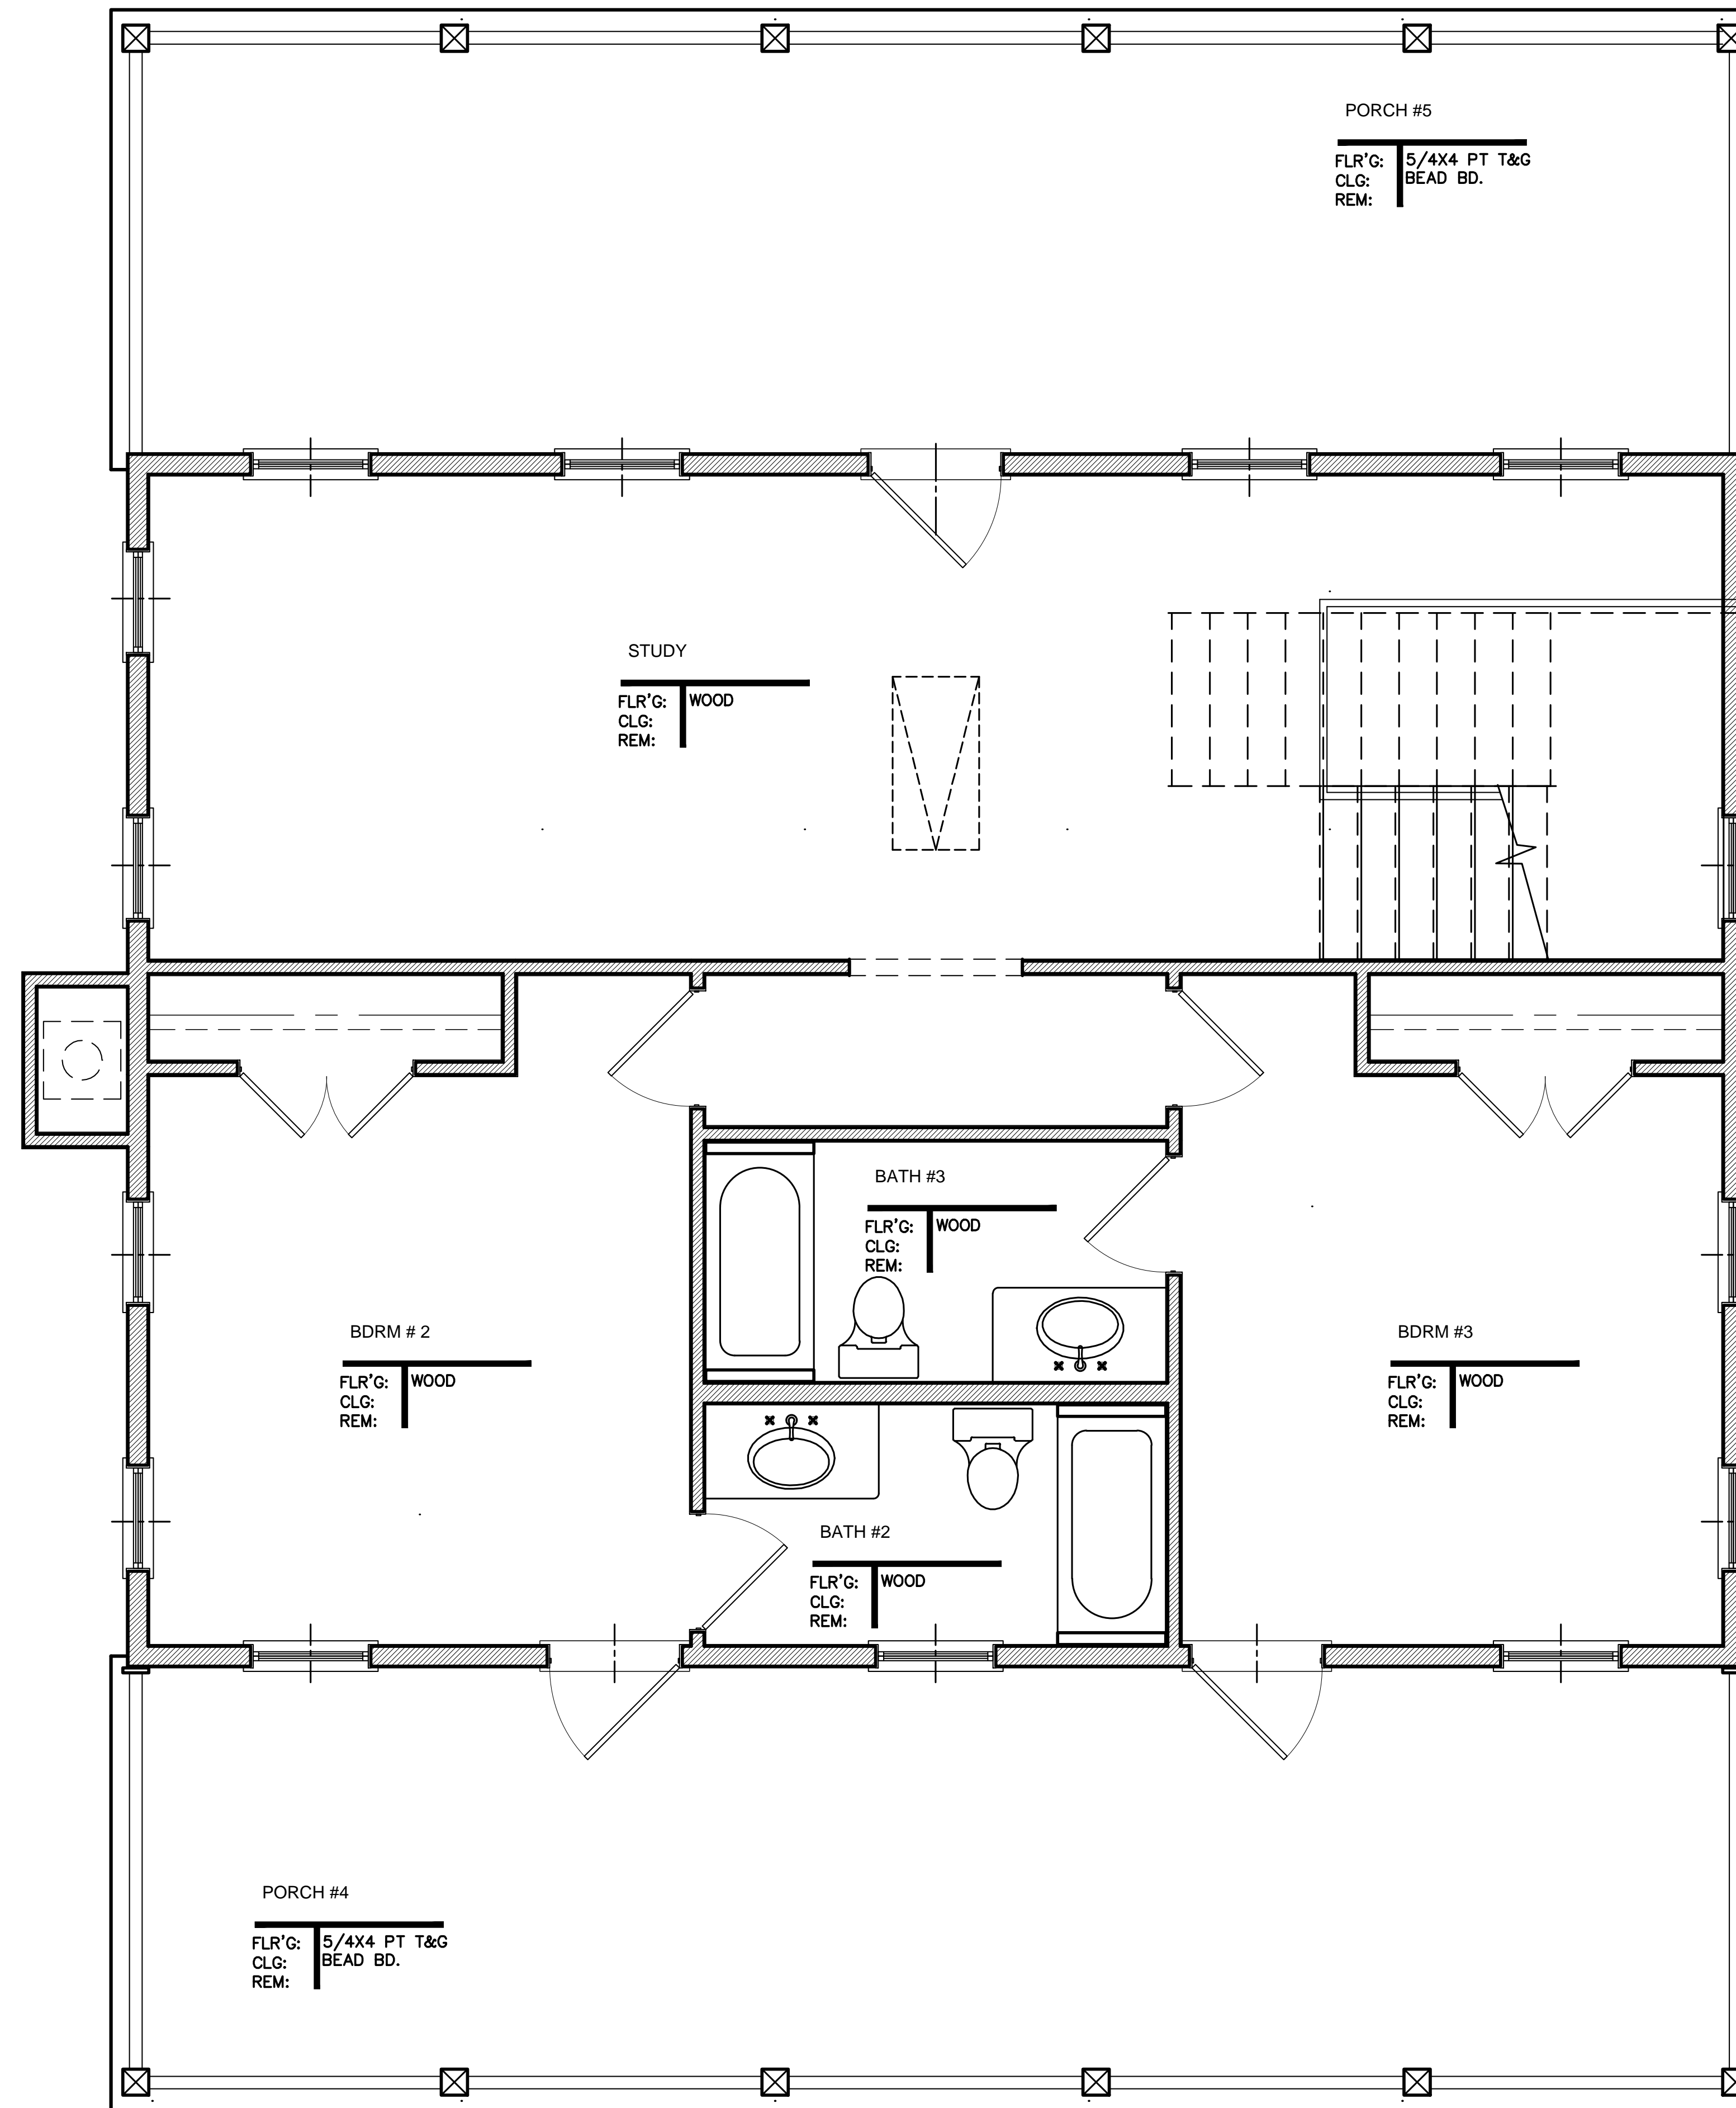 PORCH #5
FLR'G: 5/4X4 PT T&G
CLG: BEAD BD.
REM:
STUDY
FLR'G: WOOD
CLG:
REM:
BATH #3
FLR'G: WOOD
CLG:
REM:
BDRM # 2
FLR'G: WOOD
CLG:
REM:
BDRM #3
FLR'G: WOOD
CLG:
REM:
BATH #2
FLR'G: WOOD
CLG:
REM:
PORCH #4
FLR'G: 5/4X4 PT T&G
CLG: BEAD BD.
REM: